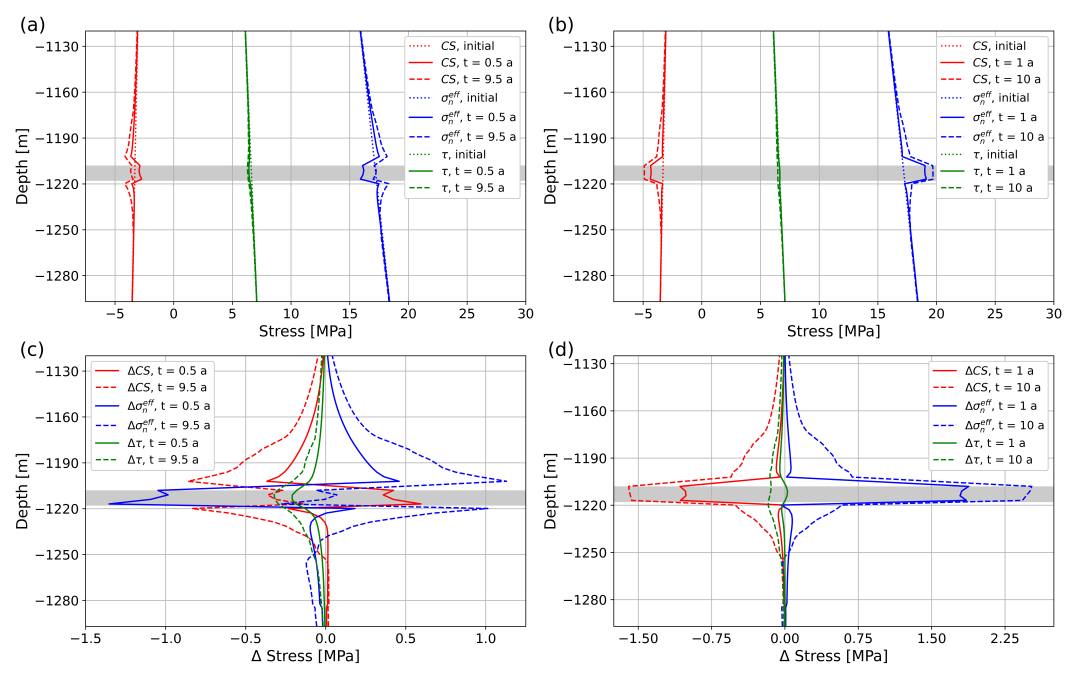 (a)
−1130
−1160
−1190
−1220
−1250
−1280
Depth [m]
CS, initial
CS, t = 0.5 a
CS, t = 9.5 a
σₙᵉᶠᶠ, initial
σₙᵉᶠᶠ, t = 0.5 a
σₙᵉᶠᶠ, t = 9.5 a
τ, initial
τ, t = 0.5 a
τ, t = 9.5 a
−5 0 5 10 15 20 25 30
Stress [MPa]
(b)
−1130
−1160
−1190
−1220
−1250
−1280
Depth [m]
CS, initial
CS, t = 1 a
CS, t = 10 a
σₙᵉᶠᶠ, initial
σₙᵉᶠᶠ, t = 1 a
σₙᵉᶠᶠ, t = 10 a
τ, initial
τ, t = 1 a
τ, t = 10 a
−5 0 5 10 15 20 25 30
Stress [MPa]
(c)
−1130
−1160
−1190
−1220
−1250
−1280
Depth [m]
ΔCS, t = 0.5 a
ΔCS, t = 9.5 a
Δσₙᵉᶠᶠ, t = 0.5 a
Δσₙᵉᶠᶠ, t = 9.5 a
Δτ, t = 0.5 a
Δτ, t = 9.5 a
−1.5 −1.0 −0.5 0.0 0.5 1.0
Δ Stress [MPa]
(d)
−1130
−1160
−1190
−1220
−1250
−1280
Depth [m]
ΔCS, t = 1 a
ΔCS, t = 10 a
Δσₙᵉᶠᶠ, t = 1 a
Δσₙᵉᶠᶠ, t = 10 a
Δτ, t = 1 a
Δτ, t = 10 a
−1.50 −0.75 0.00 0.75 1.50 2.25
Δ Stress [MPa]